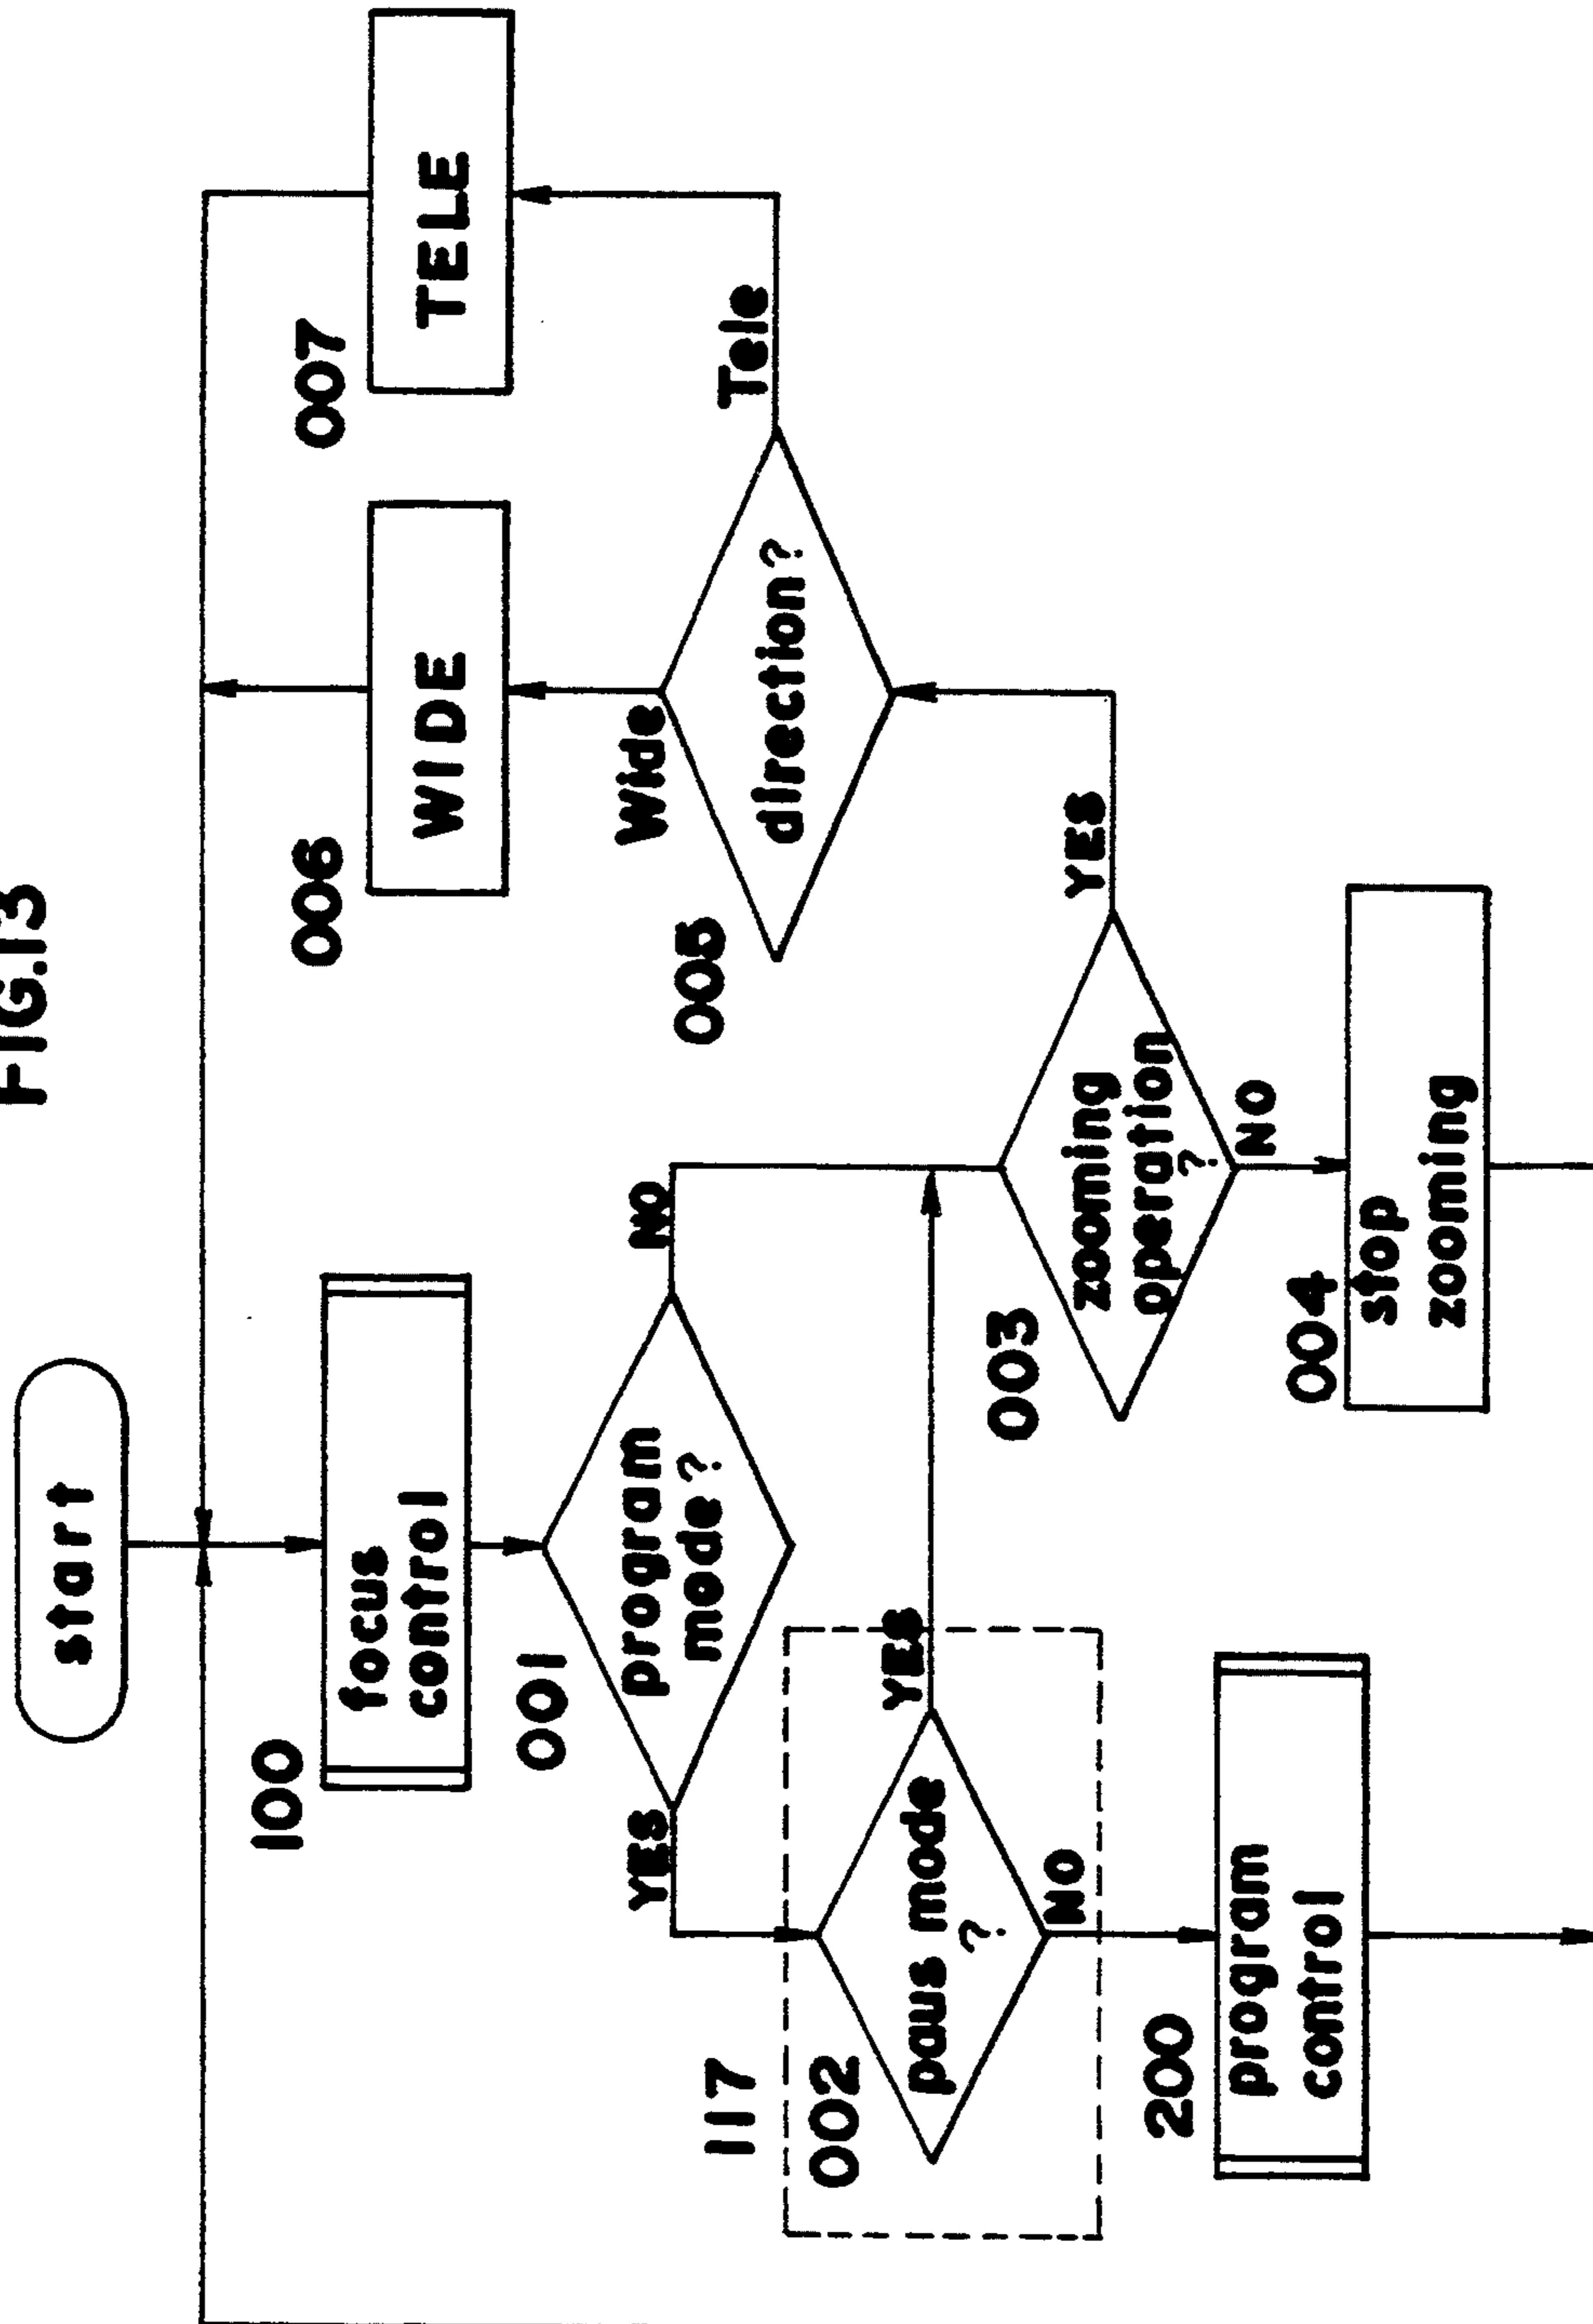 FIG.13
start
100
focus
control
001
program
mode?
YES
NO
117
002
paus mode
?
YES
NO
200
program
control
003
zooming
operation
?
YES
NO
004
stop
zooming
005
direction?
Wide
Tele
006
WIDE
007
TELE